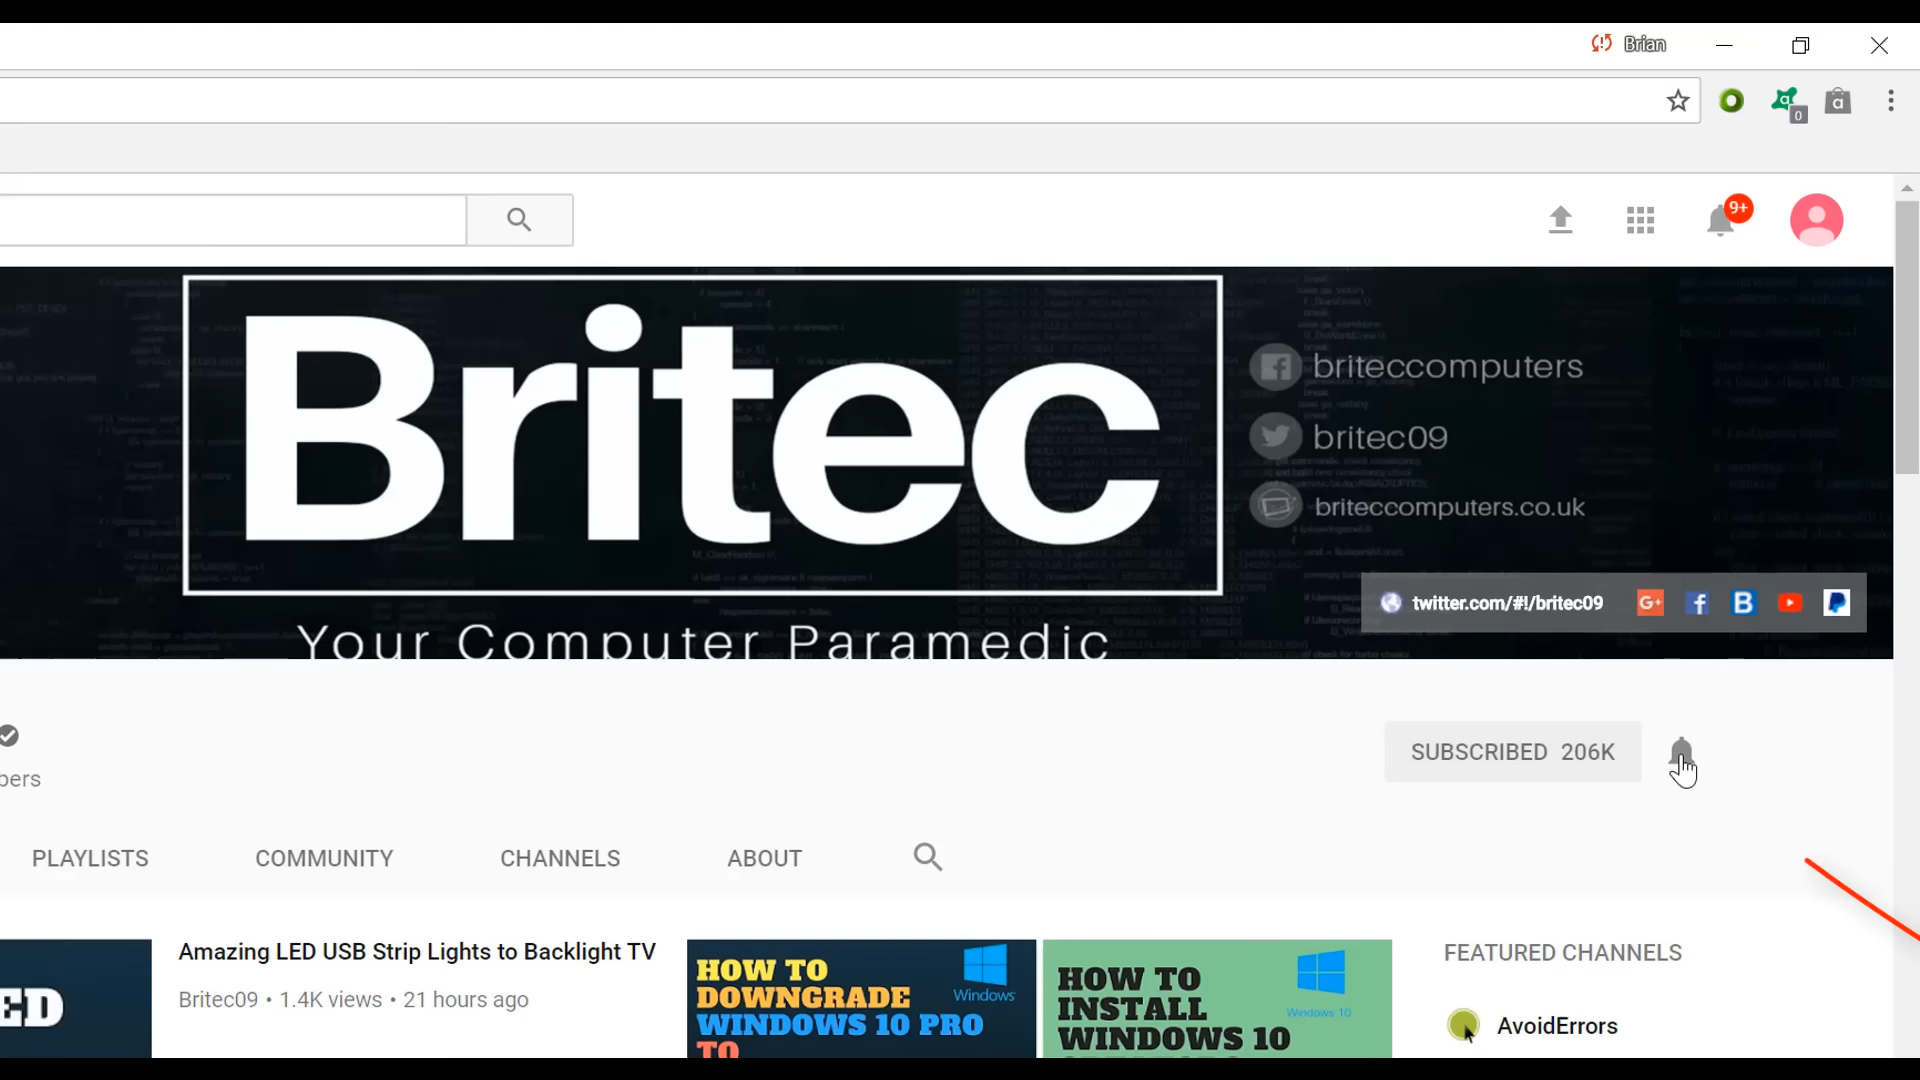 Brian
0
9+
Britec
briteccomputers
britec09
briteccomputers.co.uk
Your Computer Paramedic
twitter.com/#!/britec09
G+
B
SUBSCRIBED 206K
bers
PLAYLISTS
COMMUNITY
CHANNELS
ABOUT
Amazing LED USB Strip Lights to Backlight TV
Britec09 • 1.4K views • 21 hours ago
ED
HOW TO
DOWNGRADE
WINDOWS 10 PRO
TO
Windows
HOW TO
INSTALL
WINDOWS 10
Windows 10
FEATURED CHANNELS
AvoidErrors